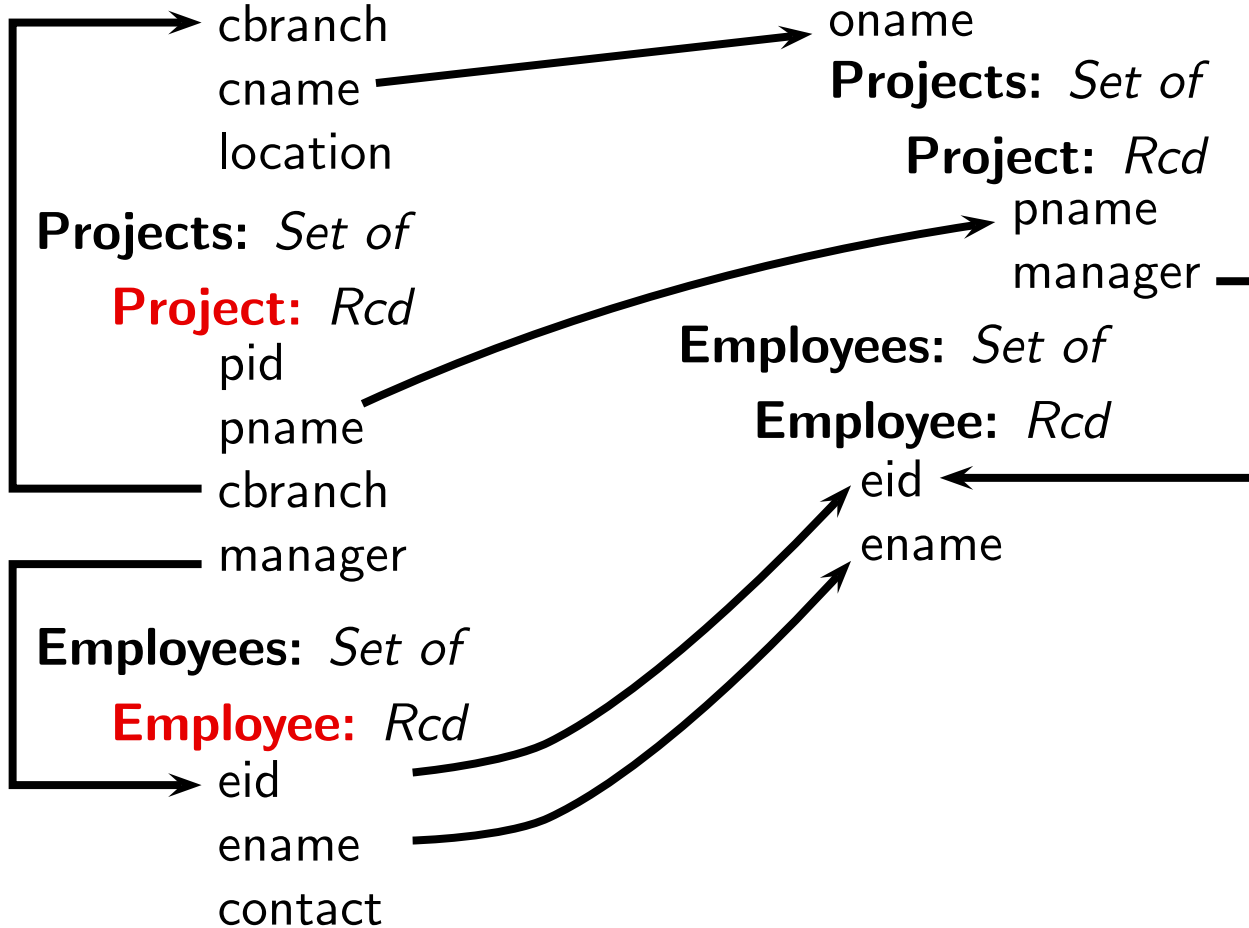 cbranch
cname
location
Projects: Set of
Project: Rcd
pid
pname
cbranch
manager
Employees: Set of
Employee: Rcd
eid
ename
contact
oname
Projects: Set of
Project: Rcd
pname
manager
Employees: Set of
Employee: Rcd
eid
ename